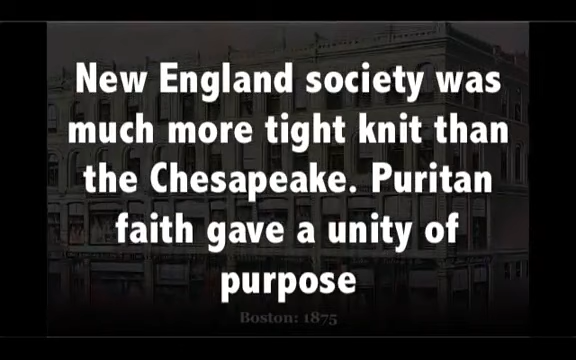 New England society was
much more tight knit than
the Chesapeake. Puritan
faith gave a unity of
purpose
Boston: 1875